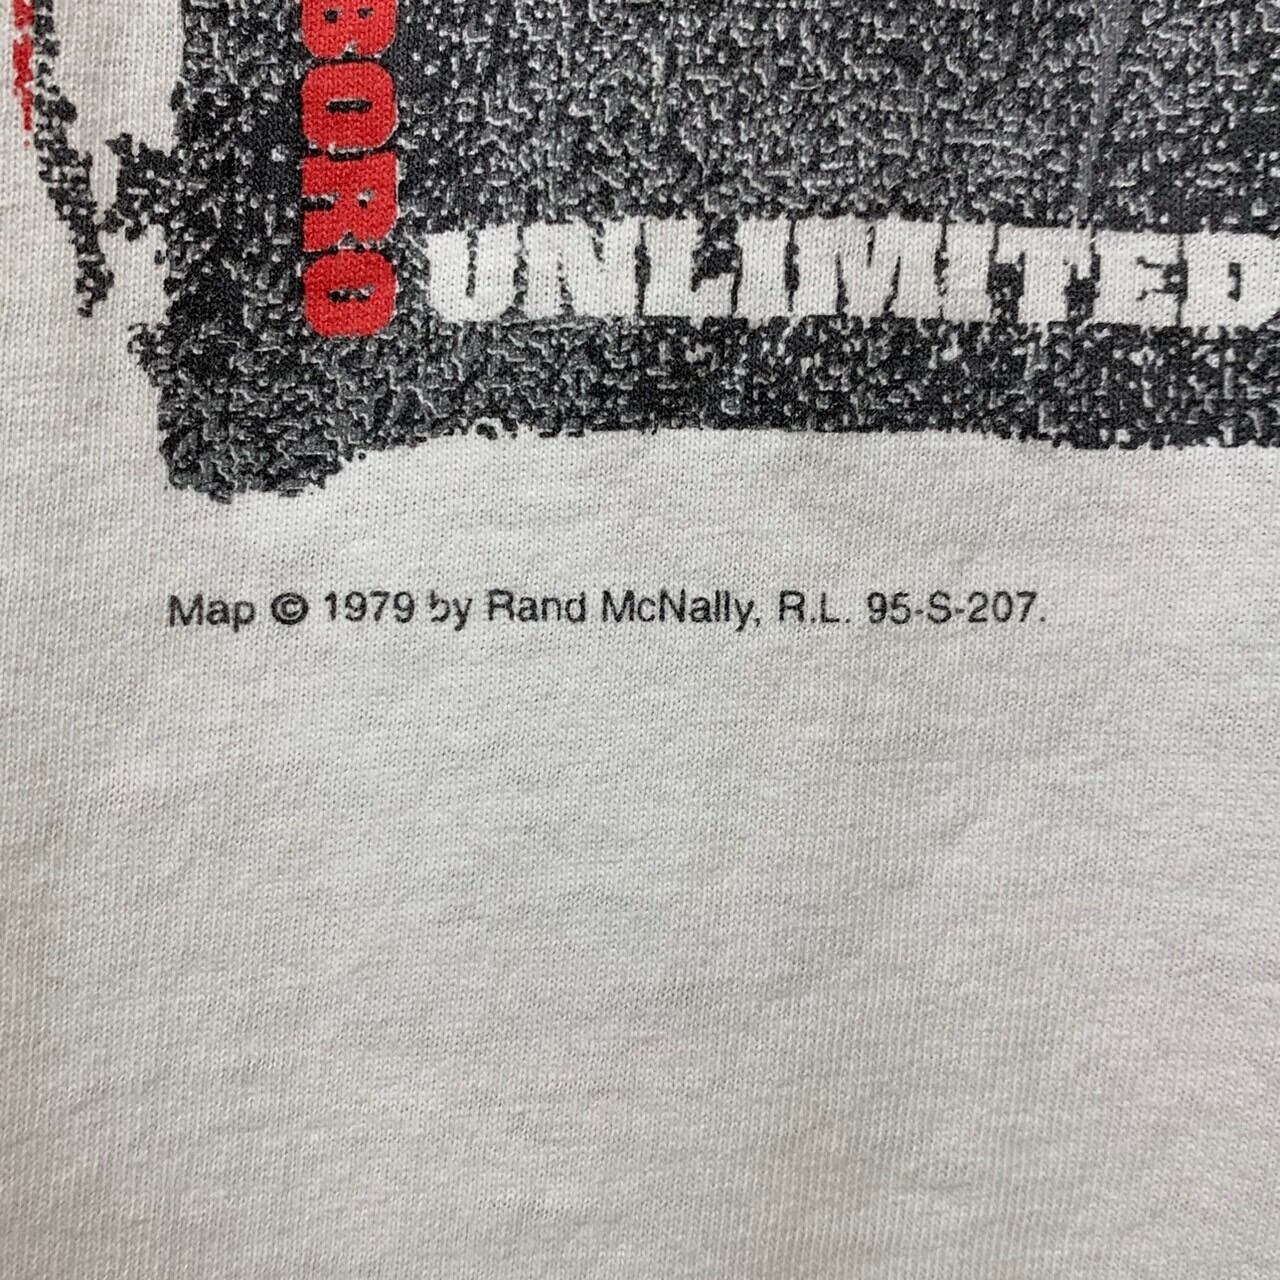 BORO
UNLIMITED
Map © 1979 by Rand McNally, R.L. 95-S-207.